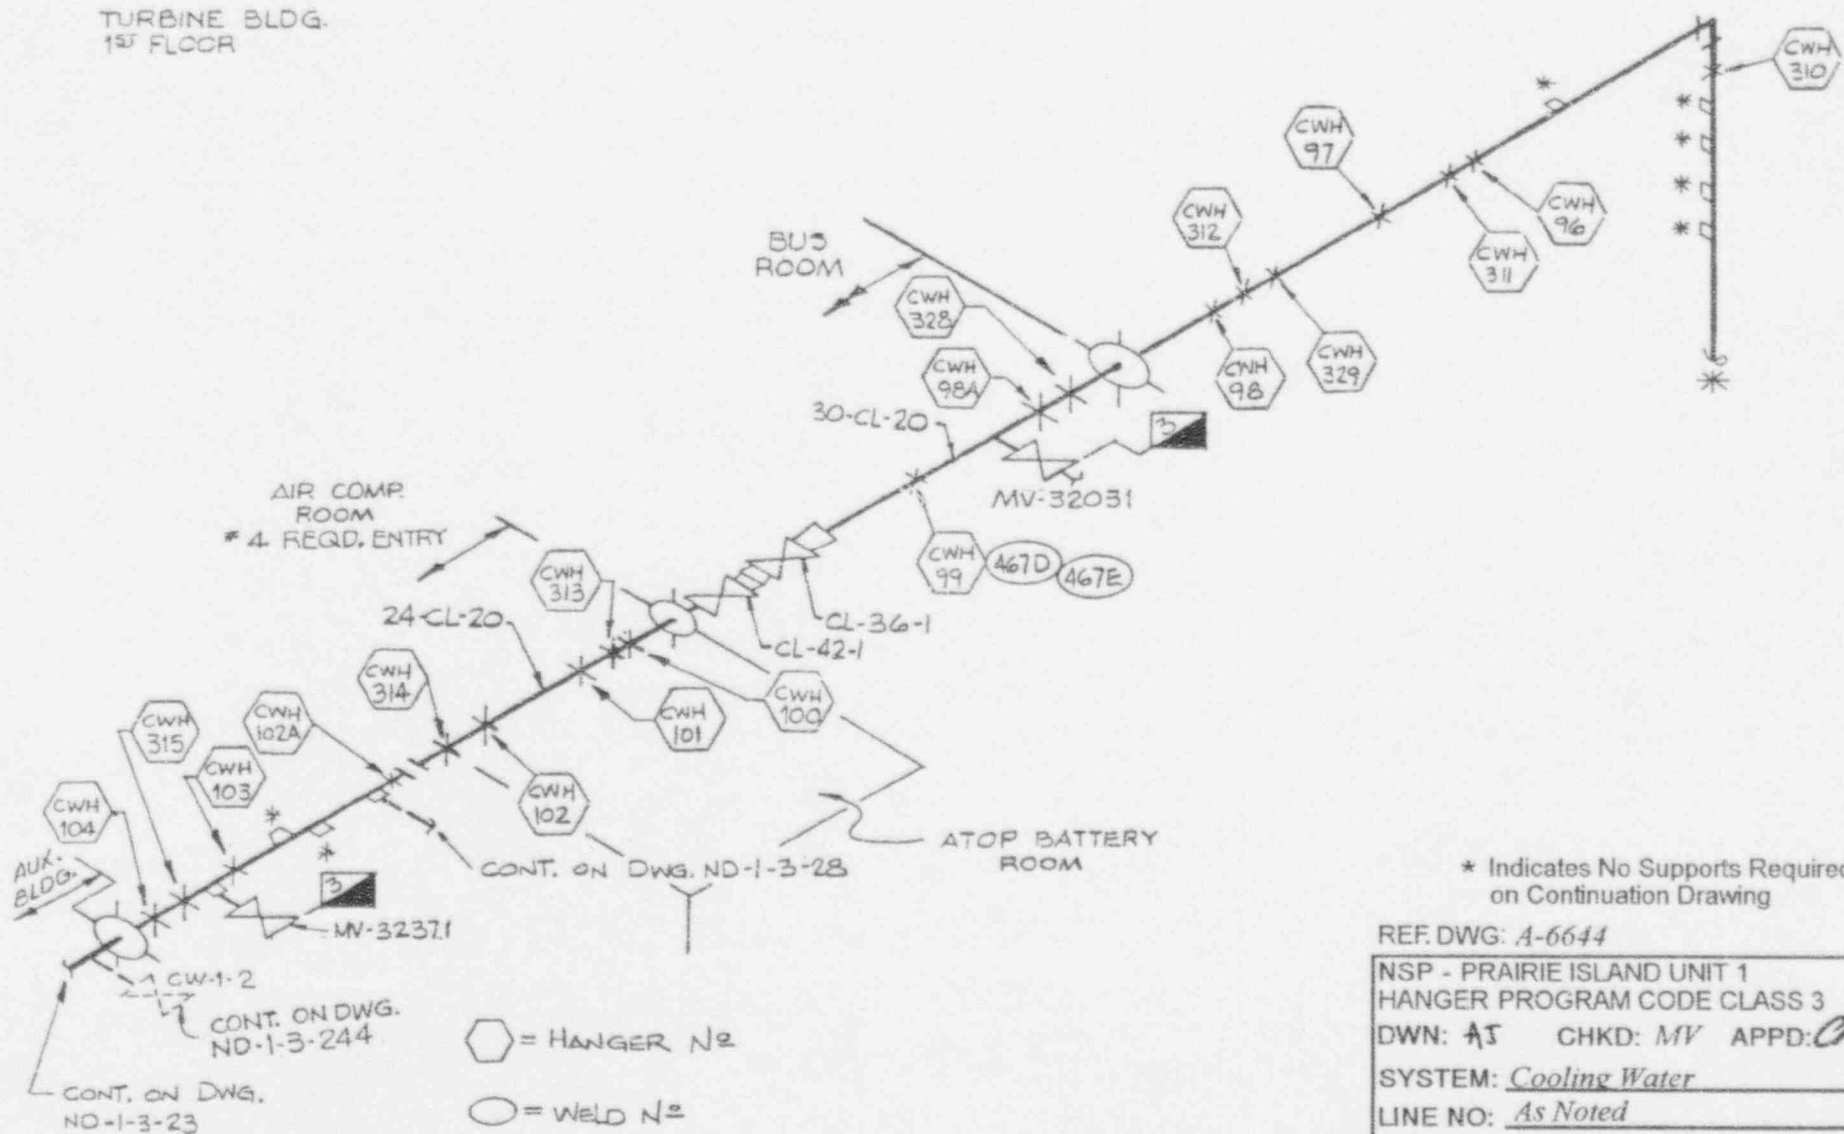 TURBINE BLDG.
1ST FLOOR
CWH
310
*
*
*
*
*
CWH
97
CWH
96
CWH
311
CWH
312
CWH
329
CWH
98
BUS
ROOM
CWH
328
CWH
98A
30-CL-20
3
MV-32031
AIR COMP.
ROOM
* 4 REQD. ENTRY
CWH
99
467D
467E
CWH
313
24-CL-20
CL-36-1
CL-42-1
CWH
314
CWH
100
CWH
101
CWH
315
CWH
102A
CWH
103
CWH
102
CWH
104
*
*
ATOP BATTERY
ROOM
CONT. ON DWG. ND-1-3-28
AUX.
BLDG.
3
MV-32371
CW-1-2
CONT. ON DWG.
ND-1-3-244
CONT. ON DWG.
ND-1-3-23
= HANGER Nº
= WELD Nº
* Indicates No Supports Required
on Continuation Drawing
REF. DWG: A-6644
NSP - PRAIRIE ISLAND UNIT 1
HANGER PROGRAM CODE CLASS 3
DWN: AJ CHKD: MV APPD:
SYSTEM: Cooling Water
LINE NO: As Noted